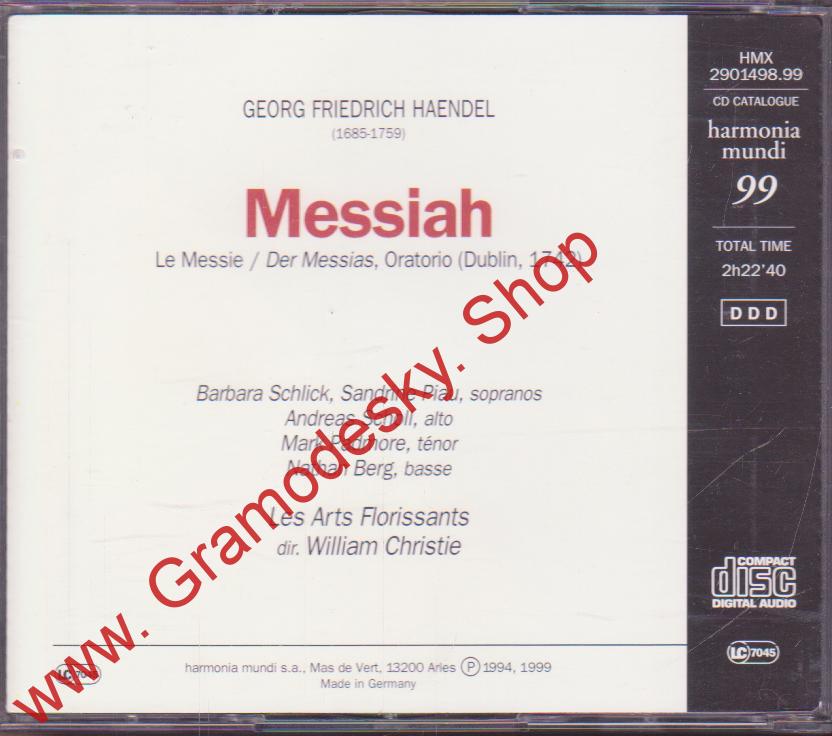 GEORG FRIEDRICH HAENDEL
(1685-1759)
Messiah
Le Messie / Der Messias, Oratorio (Dublin, 1742)
Barbara Schlick, Sandrine Piau, sopranos
Andreas Scholl, alto
Mark Padmore, ténor
Nathan Berg, basse
Les Arts Florissants
dir. William Christie
LC 7045
harmonia mundi s.a., Mas de Vert, 13200 Arles Ⓟ 1994, 1999
Made in Germany
HMX
2901498.99
CD CATALOGUE
harmonia
mundi
99
TOTAL TIME
2h22'40
DDD
COMPACT
disc
DIGITAL AUDIO
LC 7045
www. Gramodesky. Shop